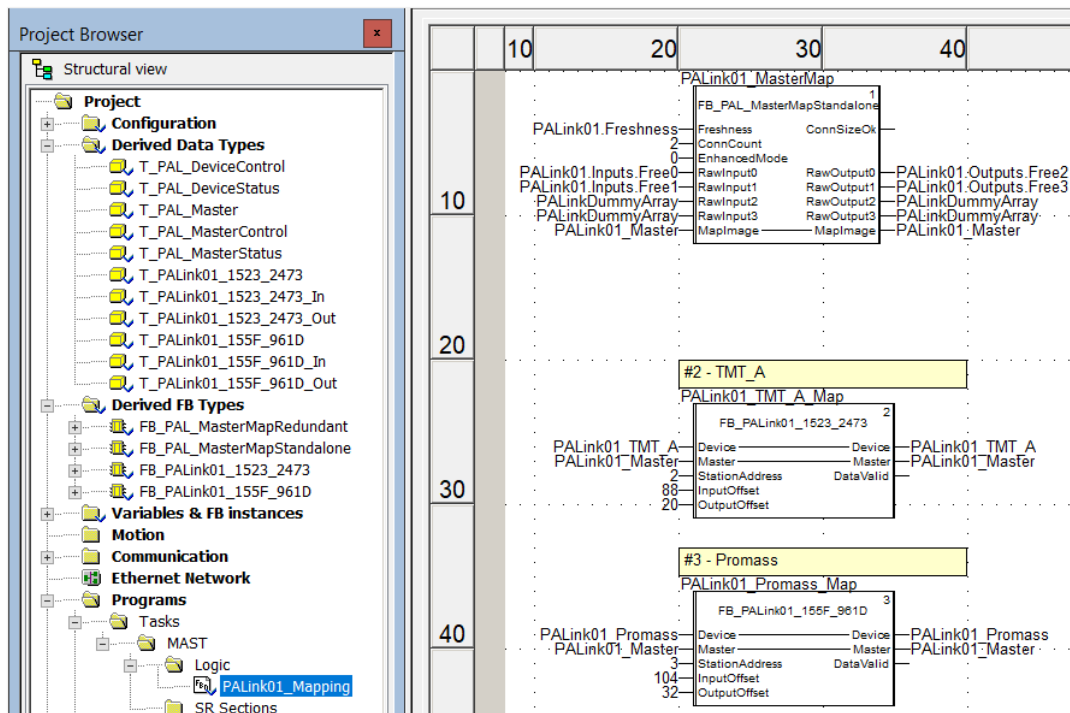 Project Browser
x
Structural view
Project
Configuration
Derived Data Types
T_PAL_DeviceControl
T_PAL_DeviceStatus
T_PAL_Master
T_PAL_MasterControl
T_PAL_MasterStatus
T_PALink01_1523_2473
T_PALink01_1523_2473_In
T_PALink01_1523_2473_Out
T_PALink01_155F_961D
T_PALink01_155F_961D_In
T_PALink01_155F_961D_Out
Derived FB Types
FB_PAL_MasterMapRedundant
FB_PAL_MasterMapStandalone
FB_PALink01_1523_2473
FB_PALink01_155F_961D
Variables & FB instances
Motion
Communication
Ethernet Network
Programs
Tasks
MAST
Logic
PALink01_Mapping
SR Sections
10 20 30 40
PALink01_MasterMap
1
FB_PAL_MasterMapStandalone
PALink01.Freshness Freshness ConnSizeOk
2 ConnCount
0 EnhancedMode
PALink01.Inputs.Free0 RawInput0 RawOutput0 PALink01.Outputs.Free2
PALink01.Inputs.Free1 RawInput1 RawOutput1 PALink01.Outputs.Free3
10
PALinkDummyArray RawInput2 RawOutput2 PALinkDummyArray
PALinkDummyArray RawInput3 RawOutput3 PALinkDummyArray
PALink01_Master MapImage MapImage PALink01_Master
20
#2 - TMT_A
PALink01_TMT_A_Map
2
FB_PALink01_1523_2473
PALink01_TMT_A Device Device PALink01_TMT_A
PALink01_Master Master Master PALink01_Master
2 StationAddress DataValid
30
88 InputOffset
20 OutputOffset
#3 - Promass
PALink01_Promass_Map
3
FB_PALink01_155F_961D
40
PALink01_Promass Device Device PALink01_Promass
PALink01_Master Master Master PALink01_Master
3 StationAddress DataValid
104 InputOffset
32 OutputOffset